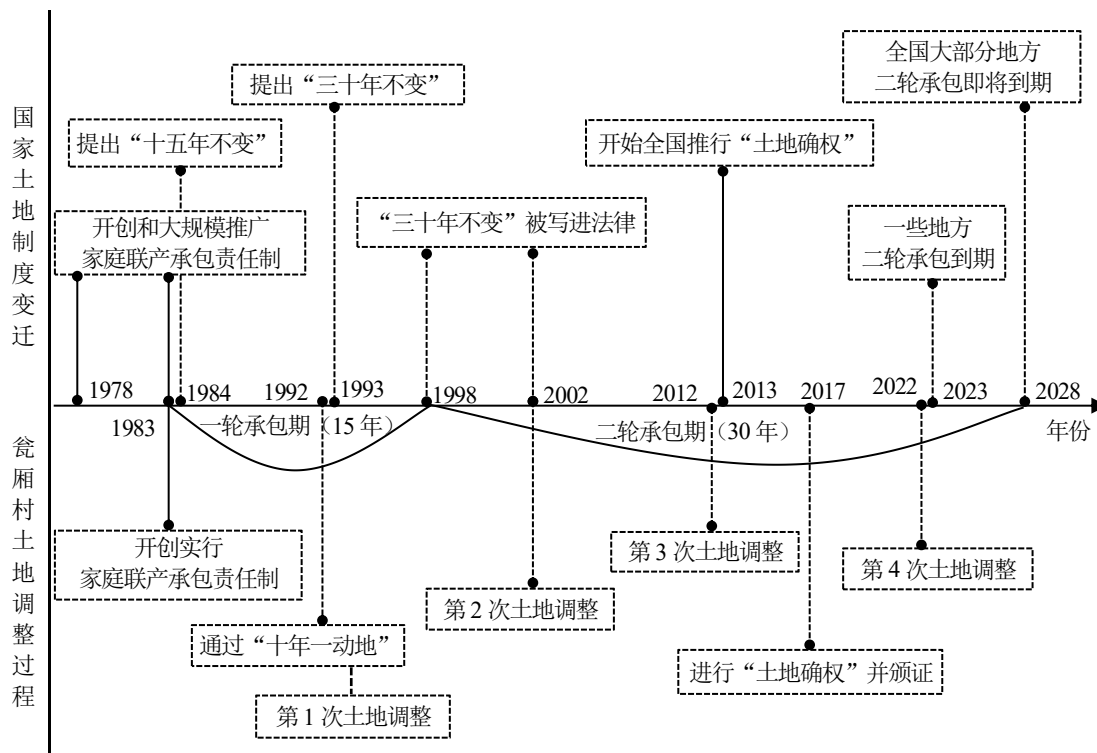 全国大部分地方
二轮承包即将到期
提出“三十年不变”
提出“十五年不变”
开始全国推行“土地确权”
开创和大规模推广
家庭联产承包责任制
“三十年不变”被写进法律
一些地方
二轮承包到期
国家土地制度变迁
1978
1984
1992
1993
1998
2002
2012
2013
2017
2022
2023
2028
1983
一轮承包期（15 年）
二轮承包期（30 年）
年份
瓮厢村土地调整过程
开创实行
家庭联产承包责任制
第 3 次土地调整
第 4 次土地调整
第 2 次土地调整
通过“十年一动地”
进行“土地确权”并颁证
第 1 次土地调整